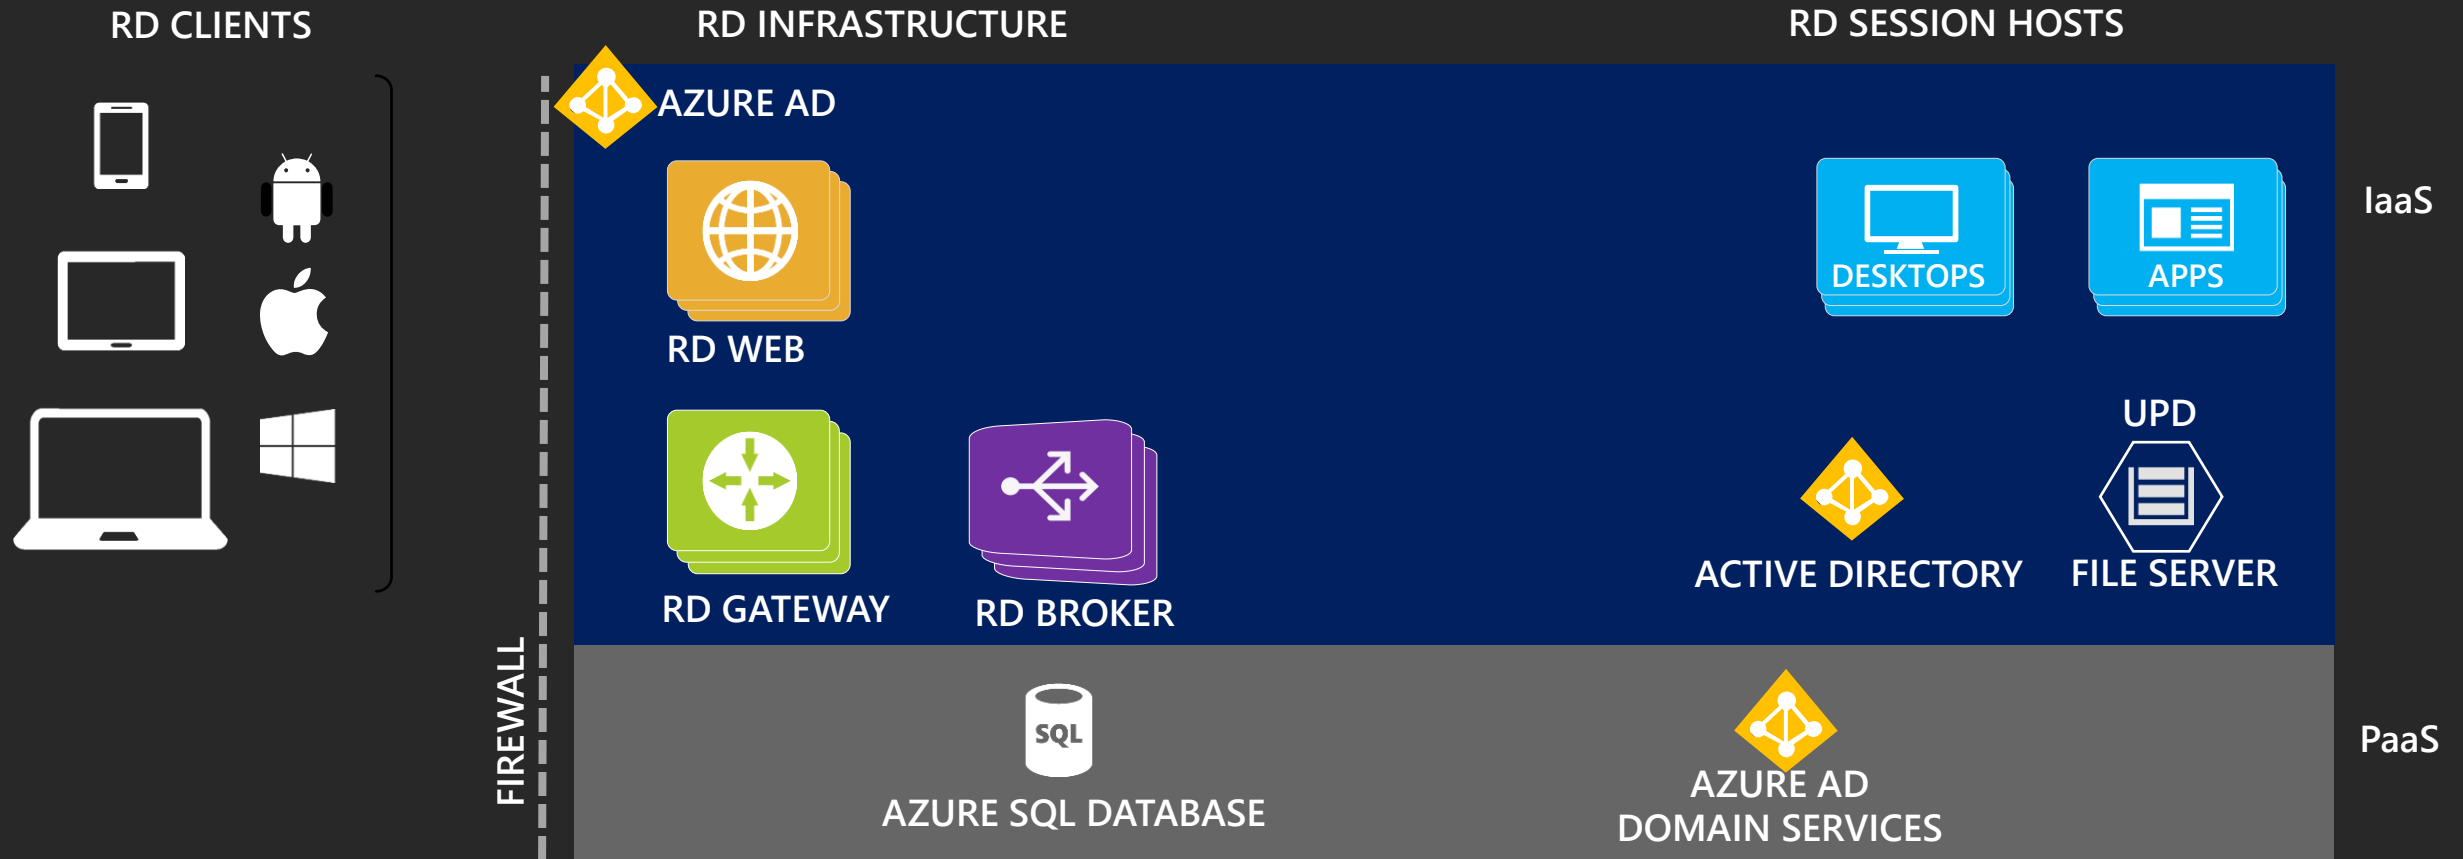 RD CLIENTS
RD INFRASTRUCTURE
RD SESSION HOSTS
AZURE AD
RD WEB
DESKTOPS
APPS
IaaS
RD GATEWAY
RD BROKER
ACTIVE DIRECTORY
UPD
FILE SERVER
FIREWALL
SQL
AZURE SQL DATABASE
AZURE AD
DOMAIN SERVICES
PaaS